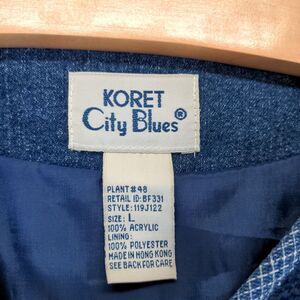 KORET
City Blues®
PLANT#48
RETAIL ID: BF331
STYLE: 119J122
SIZE: L
100% ACRYLIC
LINING:
100% POLYESTER
MADE IN HONG KONG
SEE BACK FOR CARE